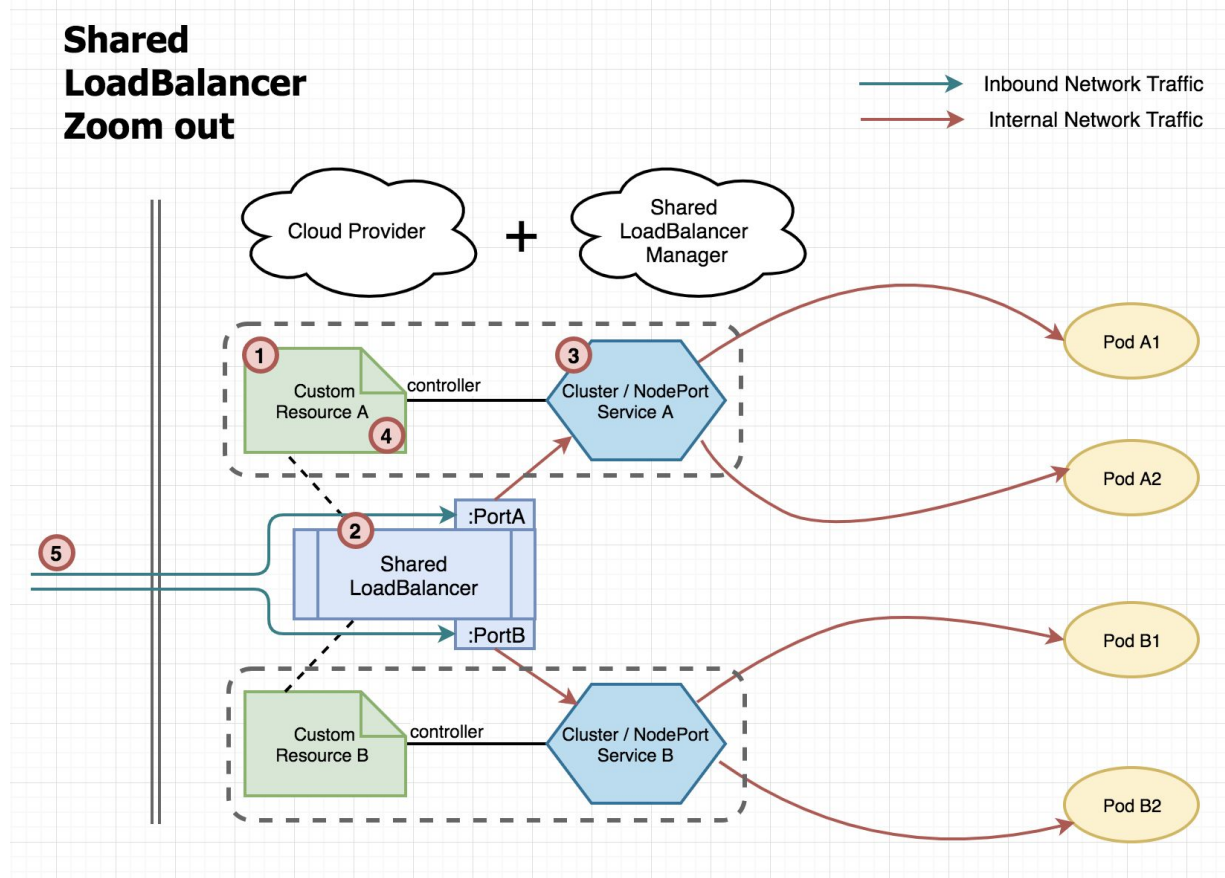 Shared
LoadBalancer
Zoom out
Inbound Network Traffic
Internal Network Traffic
Cloud Provider
+
Shared
LoadBalancer
Manager
1
Custom
Resource A
4
controller
3
Cluster / NodePort
Service A
Pod A1
Pod A2
:PortA
2
Shared
LoadBalancer
5
:PortB
Custom
Resource B
controller
Cluster / NodePort
Service B
Pod B1
Pod B2